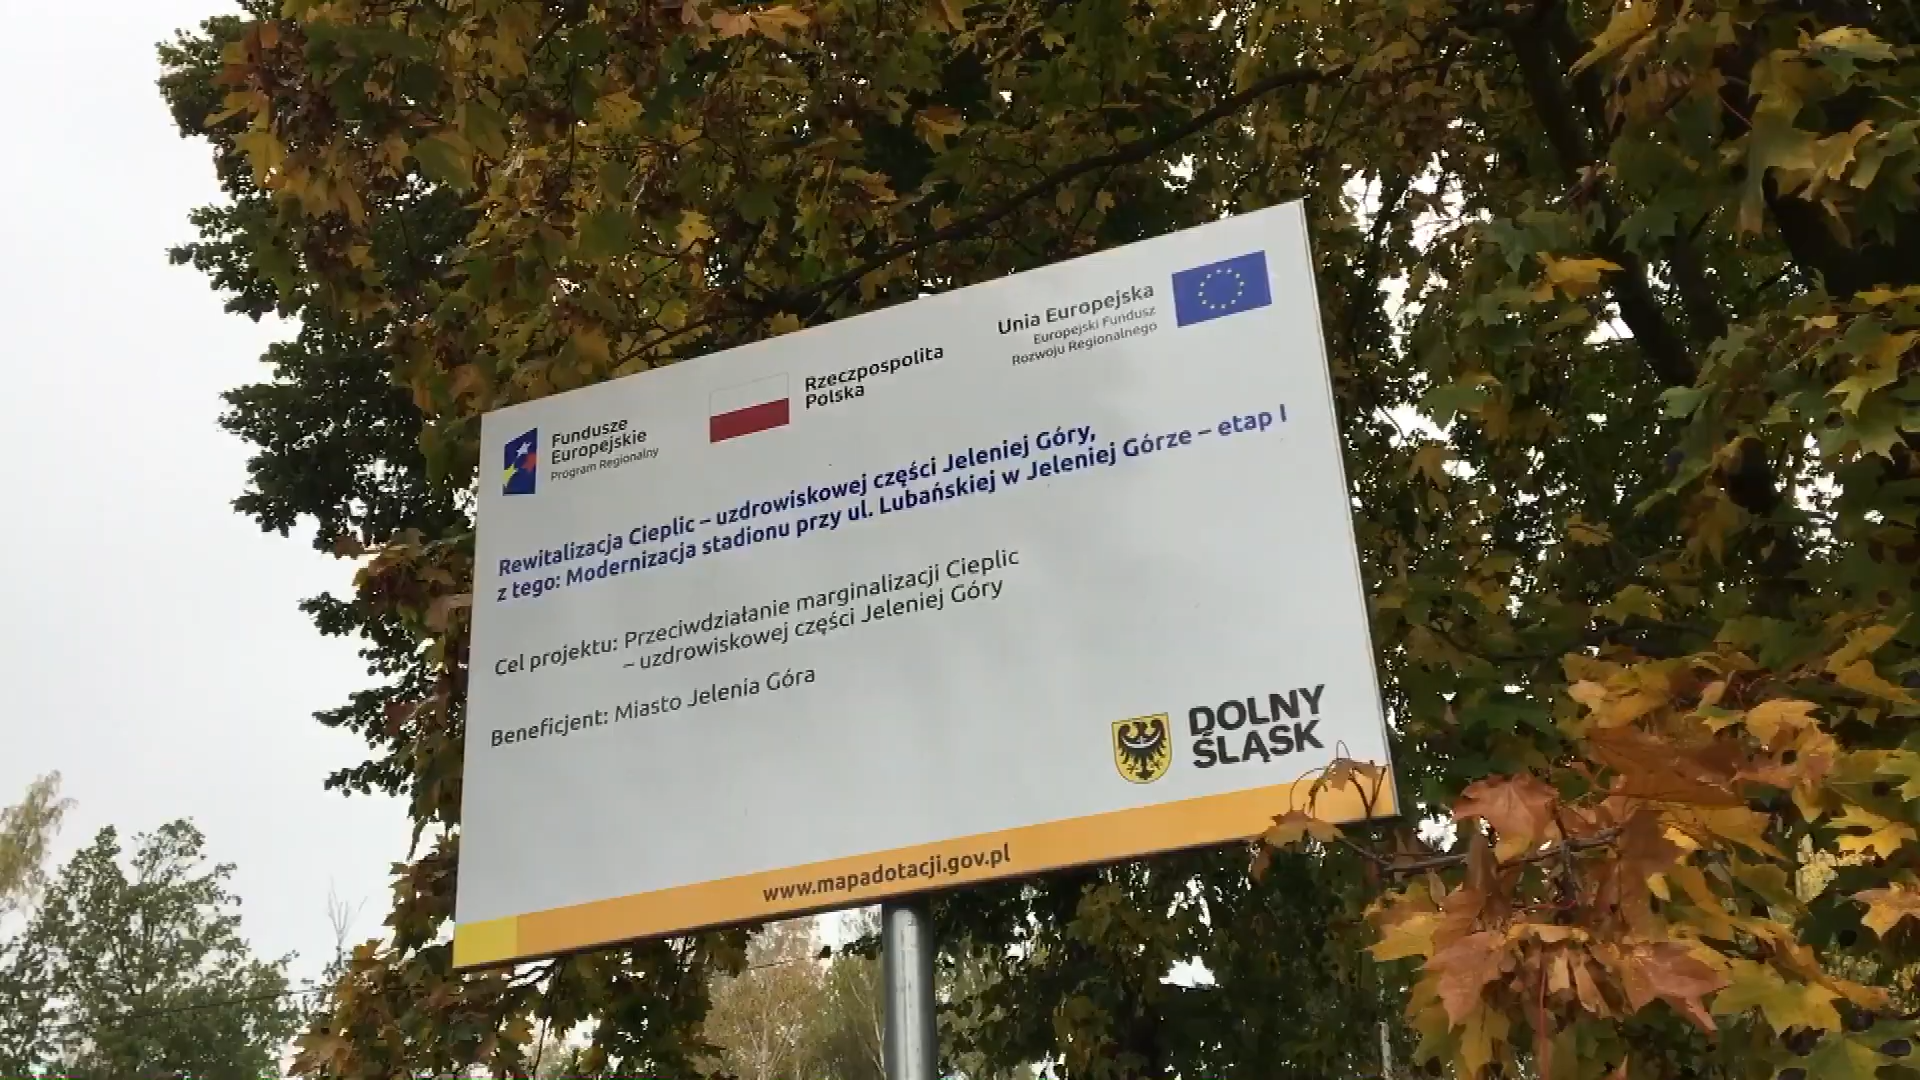 Fundusze
Europejskie
Program Regionalny
Rzeczpospolita
Polska
Unia Europejska
Europejski Fundusz
Rozwoju Regionalnego
Rewitalizacja Cieplic – uzdrowiskowej części Jeleniej Góry,
z tego: Modernizacja stadionu przy ul. Lubańskiej w Jeleniej Górze – etap I
Cel projektu: Przeciwdziałanie marginalizacji Cieplic
– uzdrowiskowej części Jeleniej Góry
Beneficjent: Miasto Jelenia Góra
DOLNY
ŚLĄSK
www.mapadotacji.gov.pl